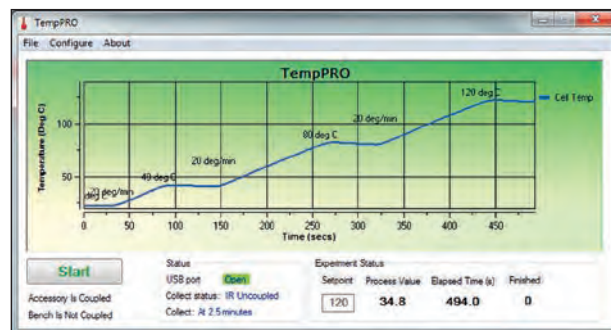 TempPRO
File Configure About
TempPRO
120 deg C
Cell Temp
20 deg/min
80 deg C
20 deg/min
40 deg C
20 deg/min
deg C
Temperature (Deg C)
100
50
0 50 100 150 200 250 300 350 400 450
Time (secs)
Start
Accessory Is Coupled
Bench Is Not Coupled
Status
USB port Open
Collect status: IR Uncoupled
Collect: At 2.5 minutes
Experiment Status
Setpoint Process Value Elapsed Time (s) Finished
120 34.8 494.0 0